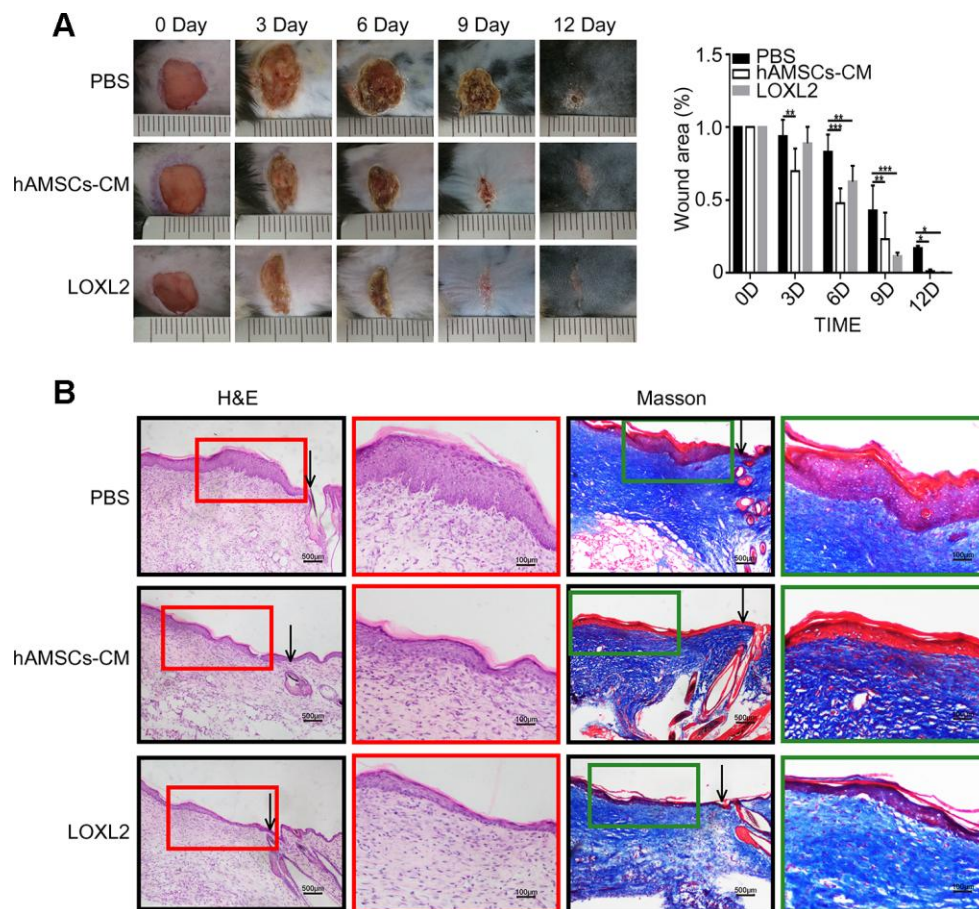 A
0 Day 3 Day 6 Day 9 Day 12 Day
PBS
hAMSCs-CM
LOXL2
1.5
1.0
0.5
0
Wound area (%)
PBS
hAMSCs-CM
LOXL2
**
**
***
***
**
*
*
0D 3D 6D 9D 12D
TIME
B
H&E Masson
PBS
500μm 100μm 500μm 100μm
hAMSCs-CM
500μm 100μm 500μm
LOXL2
500μm 100μm 500μm 100μm